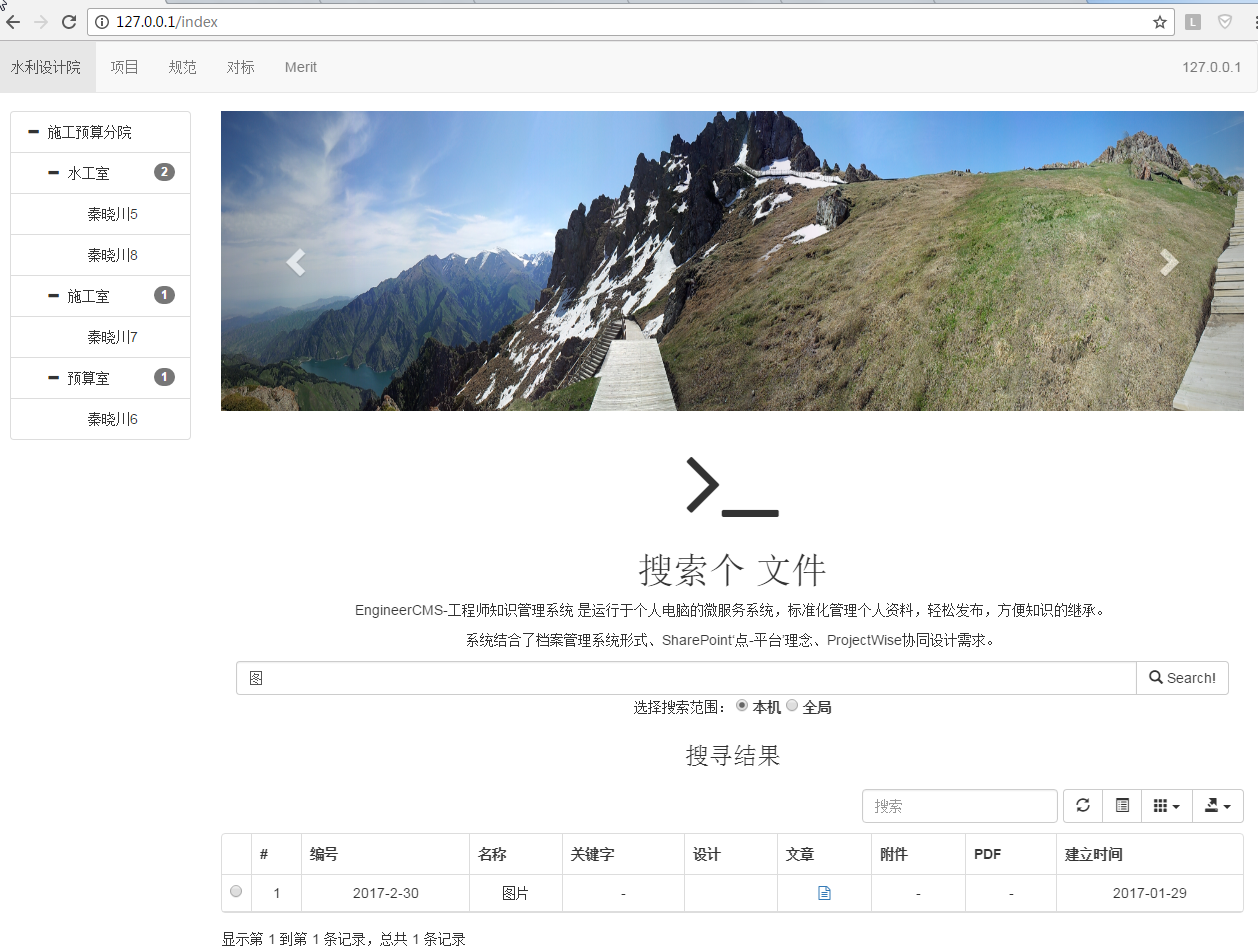 127.0.0.1/index
L
水利设计院 项目 规范 对标 Merit 127.0.0.1
施工预算分院
水工室 2
秦晓川5
秦晓川8
施工室 1
秦晓川7
预算室 1
秦晓川6
搜索个 文件
EngineerCMS-工程师知识管理系统 是运行于个人电脑的微服务系统，标准化管理个人资料，轻松发布，方便知识的继承。
系统结合了档案管理系统形式、SharePoint‘点-平台’理念、ProjectWise协同设计需求。
图 Search!
选择搜索范围： 本机 全局
搜寻结果
搜索
# 编号 名称 关键字 设计 文章 附件 PDF 建立时间
1 2017-2-30 图片 - - - 2017-01-29
显示第 1 到第 1 条记录，总共 1 条记录